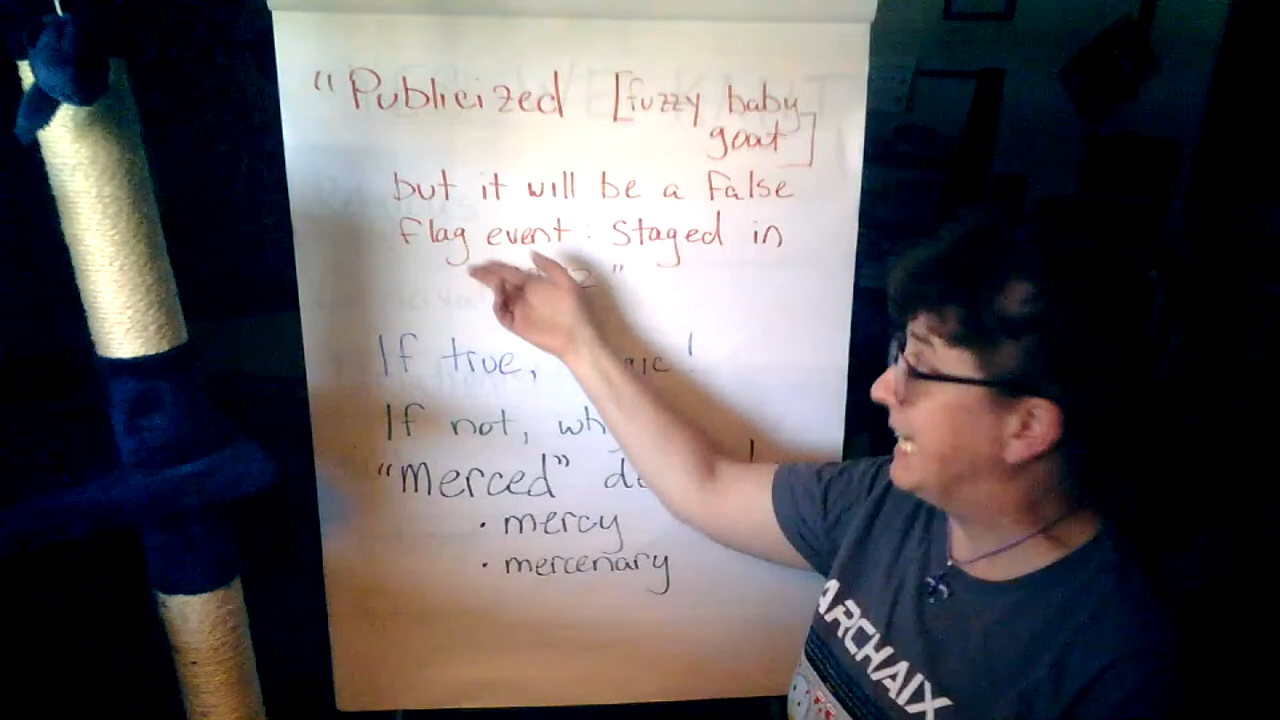 "Publicized [fuzzy baby
goat]
but it will be a false
flag event. Staged in
If true,
If not,
"merced"
• mercy
• mercenary
ARCHAIX